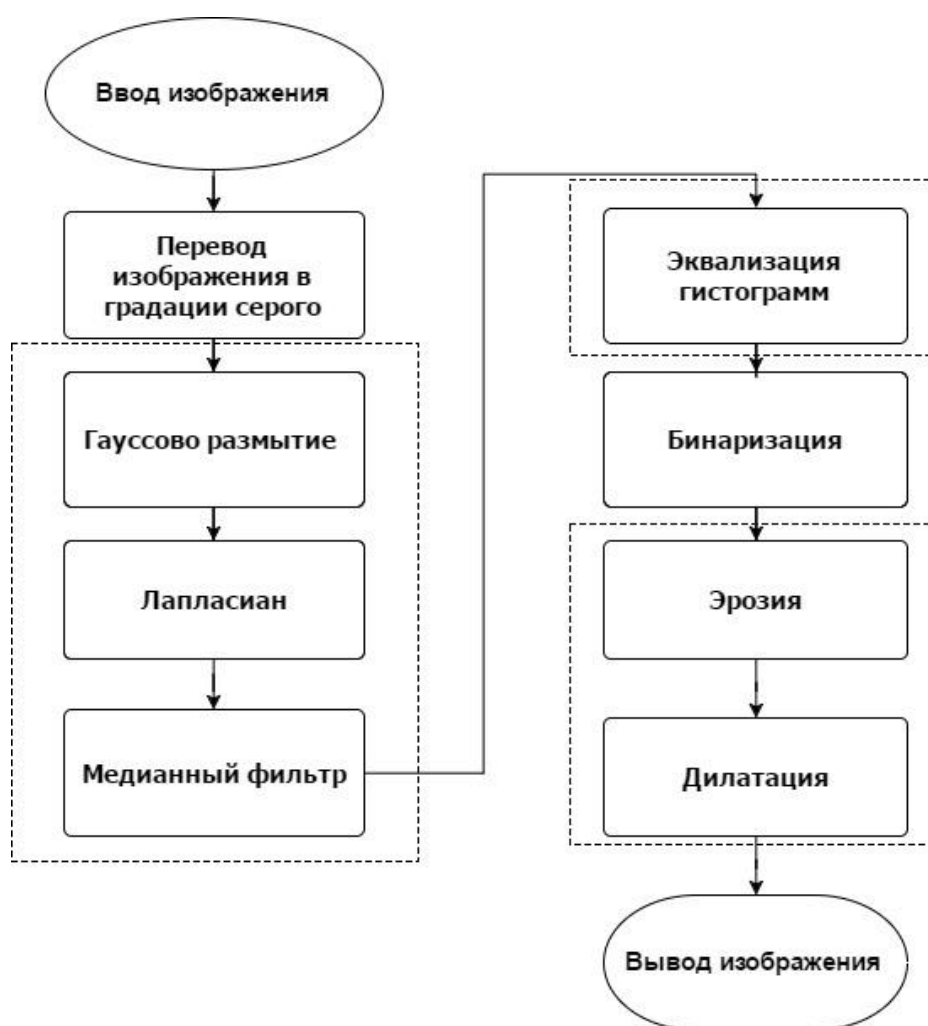 Ввод изображения
Перевод
изображения в
градации серого
Гауссово размытие
Лапласиан
Медианный фильтр
Эквализация
гистограмм
Бинаризация
Эрозия
Дилатация
Вывод изображения